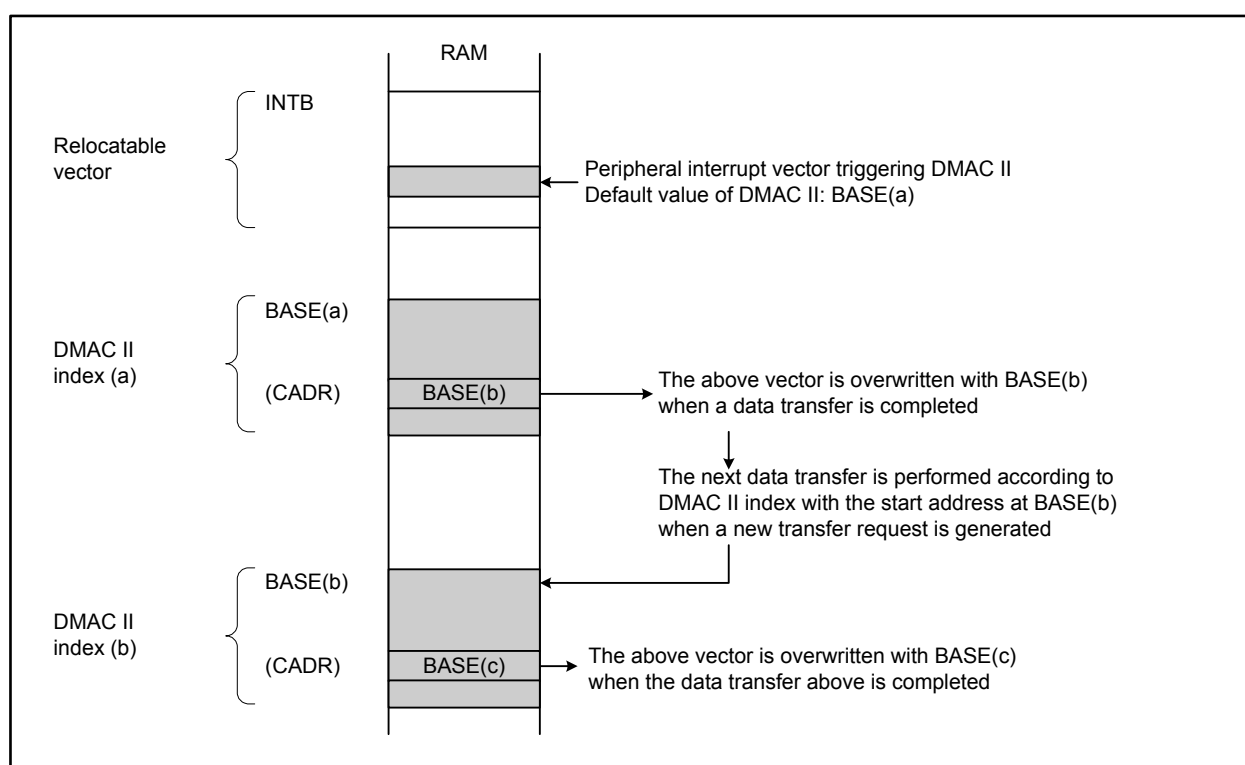 RAM
INTB
Relocatable
vector
Peripheral interrupt vector triggering DMAC II
Default value of DMAC II: BASE(a)
BASE(a)
DMAC II
index (a)
(CADR)
BASE(b)
The above vector is overwritten with BASE(b)
when a data transfer is completed
The next data transfer is performed according to
DMAC II index with the start address at BASE(b)
when a new transfer request is generated
BASE(b)
DMAC II
index (b)
(CADR)
BASE(c)
The above vector is overwritten with BASE(c)
when the data transfer above is completed